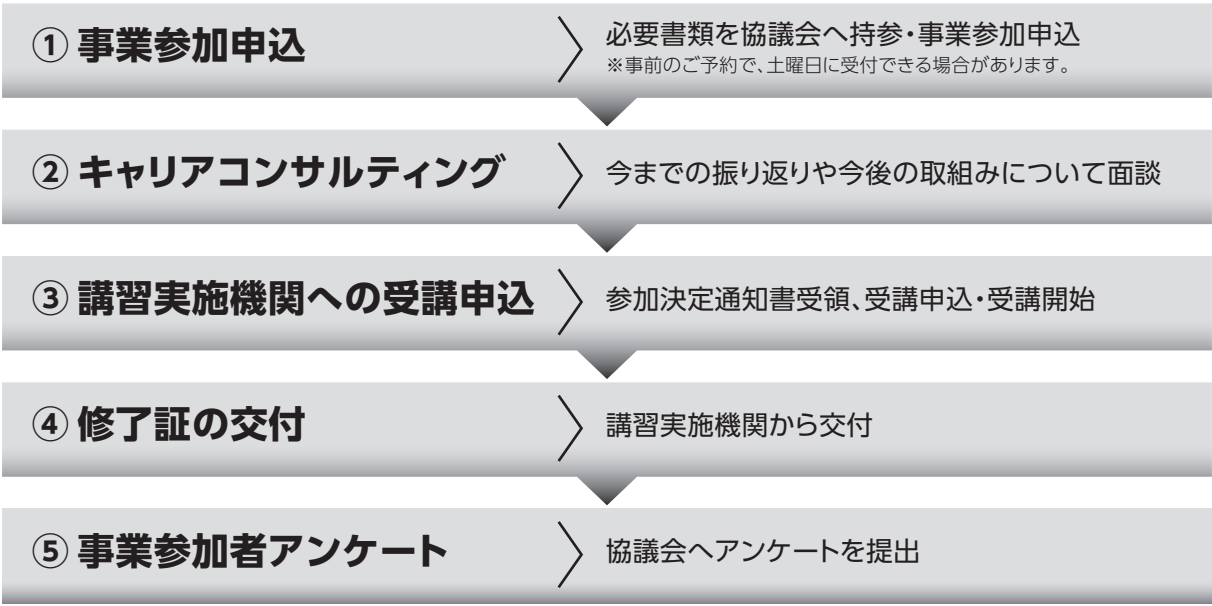 ① 事業参加申込
必要書類を協議会へ持参・事業参加申込
※事前のご予約で、土曜日に受付できる場合があります。
② キャリアコンサルティング
今までの振り返りや今後の取組みについて面談
③ 講習実施機関への受講申込
参加決定通知書受領、受講申込・受講開始
④ 修了証の交付
講習実施機関から交付
⑤ 事業参加者アンケート
協議会へアンケートを提出